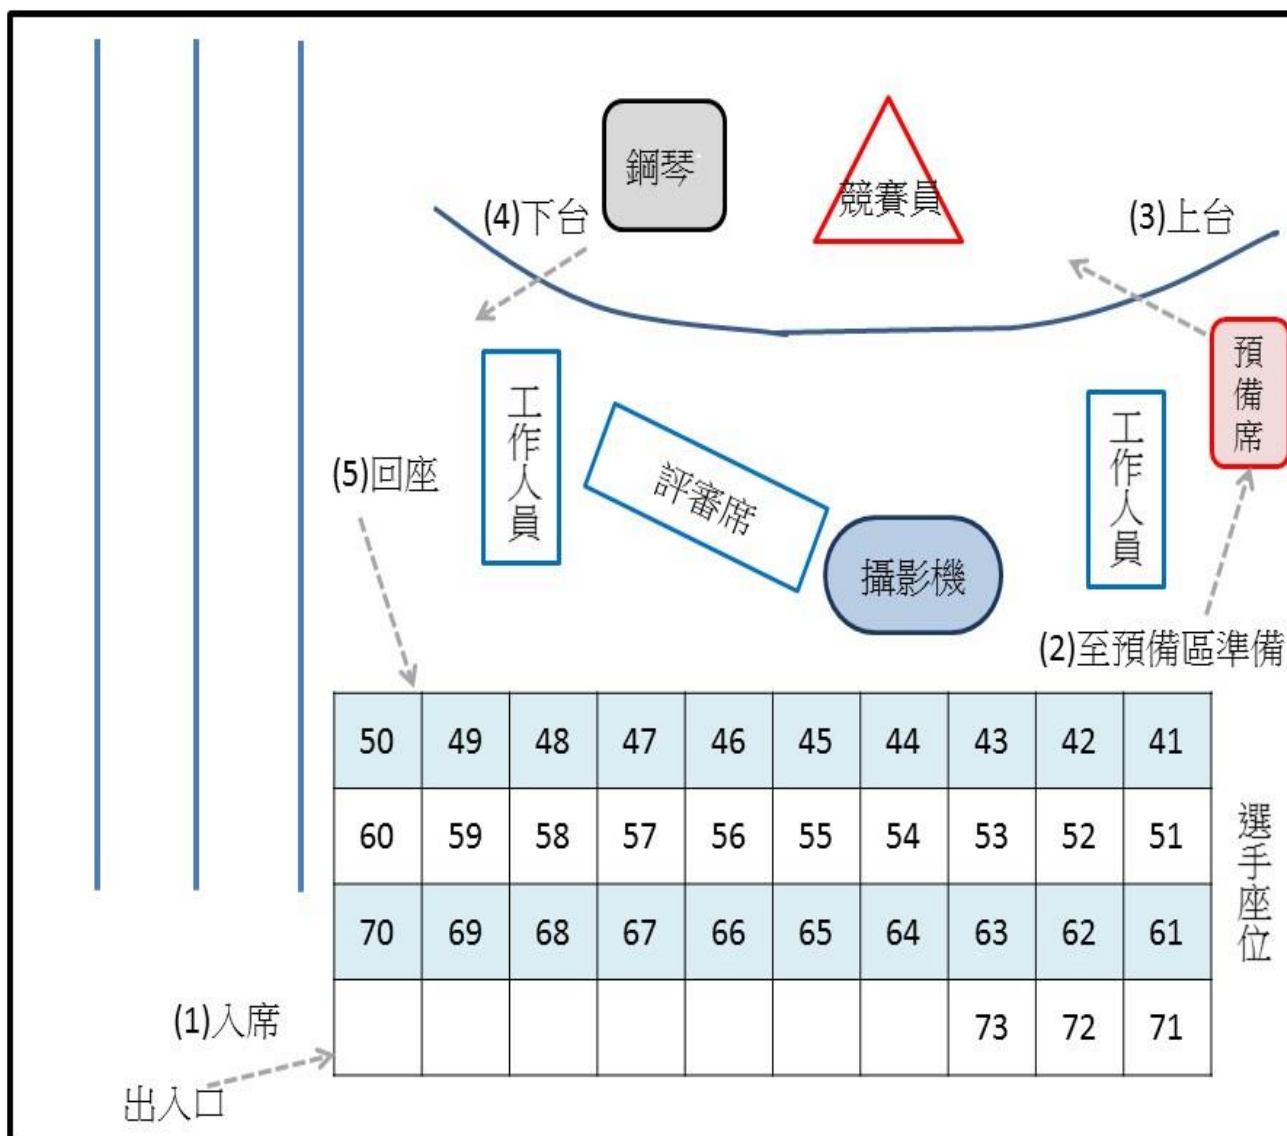 鋼琴
競賽員
(4)下台
(3)上台
預備席
工作人員
工作人員
評審席
(5)回座
攝影機
(2)至預備區準備
50 49 48 47 46 45 44 43 42 41
60 59 58 57 56 55 54 53 52 51
70 69 68 67 66 65 64 63 62 61
73 72 71
選手座位
(1)入席
出入口